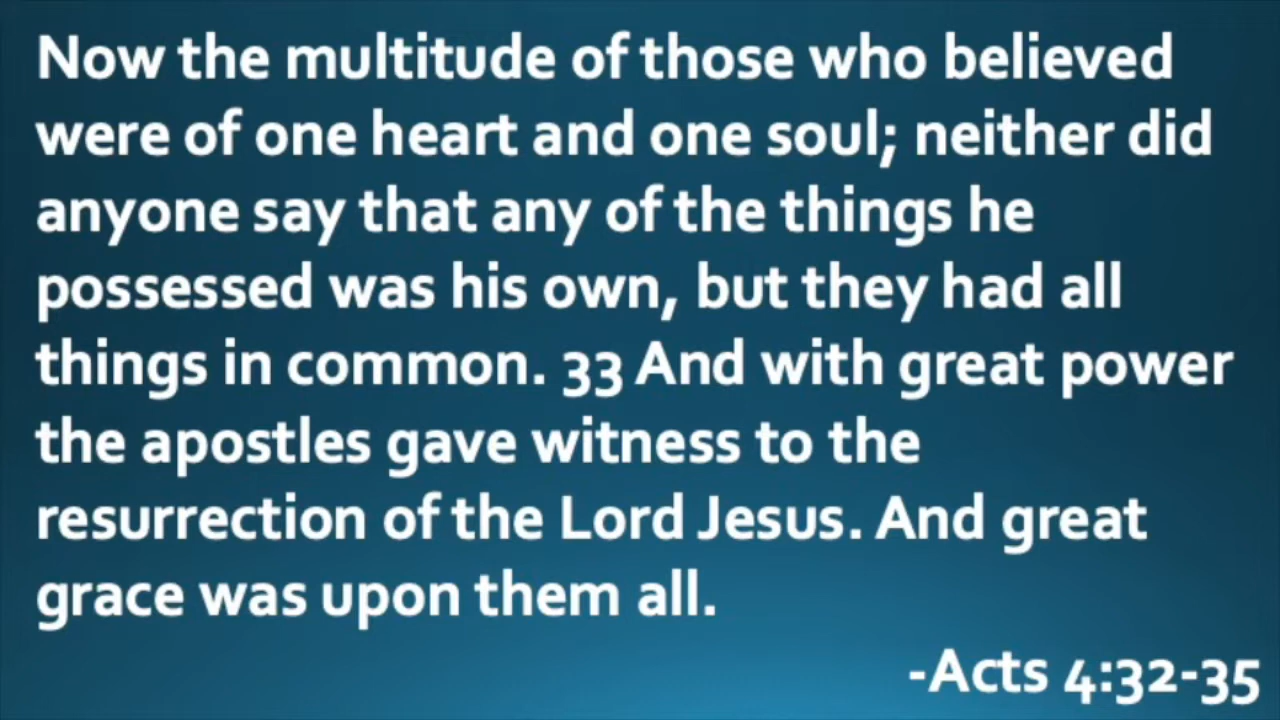 Now the multitude of those who believed
were of one heart and one soul; neither did
anyone say that any of the things he
possessed was his own, but they had all
things in common. 33 And with great power
the apostles gave witness to the
resurrection of the Lord Jesus. And great
grace was upon them all.
-Acts 4:32-35